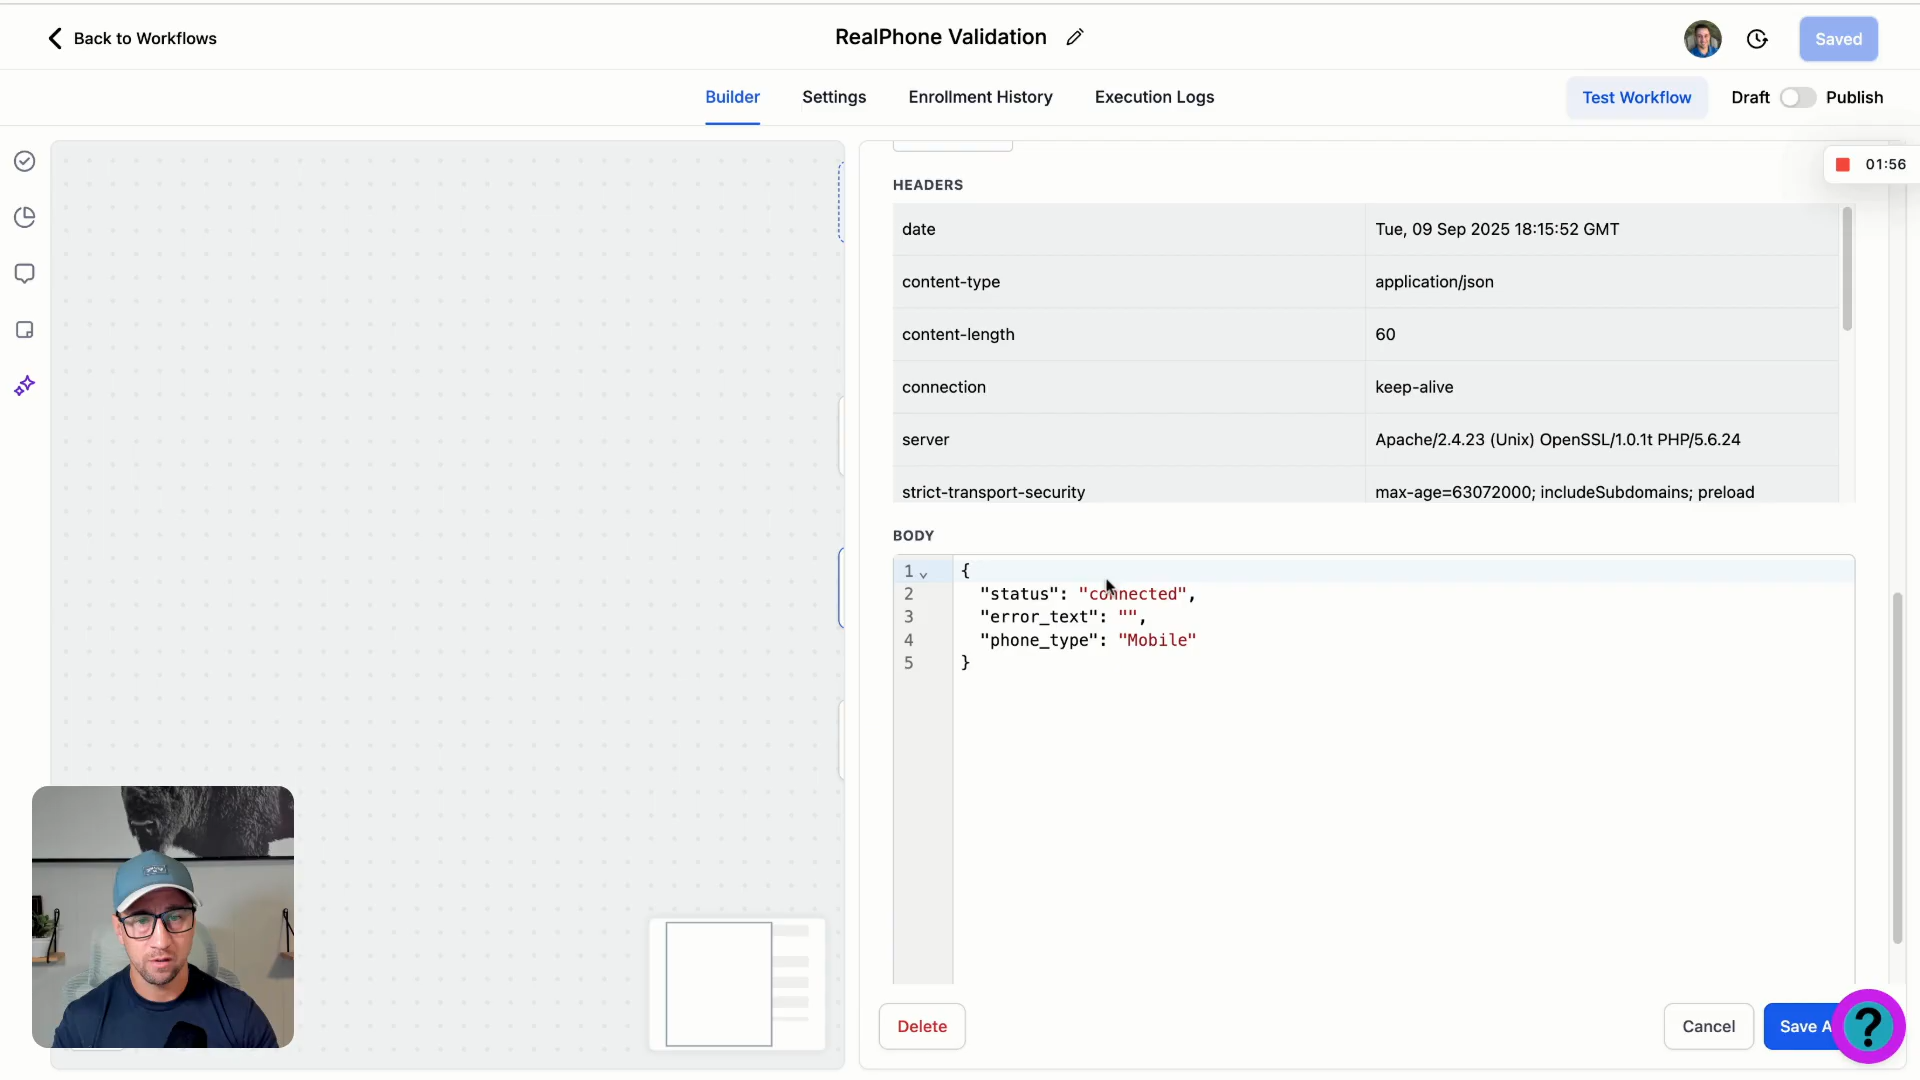 Back to Workflows
RealPhone Validation
Saved
Builder
Settings
Enrollment History
Execution Logs
Test Workflow
Draft
Publish
01:56
HEADERS
date
Tue, 09 Sep 2025 18:15:52 GMT
content-type
application/json
content-length
60
connection
keep-alive
server
Apache/2.4.23 (Unix) OpenSSL/1.0.1t PHP/5.6.24
strict-transport-security
max-age=63072000; includeSubdomains; preload
BODY
1 {
2 "status": "connected",
3 "error_text": "",
4 "phone_type": "Mobile"
5 }
Delete
Cancel
Save A
?